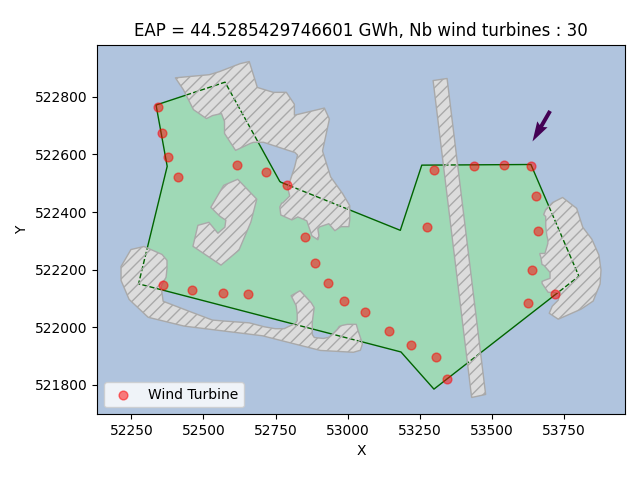 EAP = 44.5285429746601 GWh, Nb wind turbines : 30
Y
522800
522600
522400
522200
522000
521800
Wind Turbine
52250 52500 52750 53000 53250 53500 53750
X